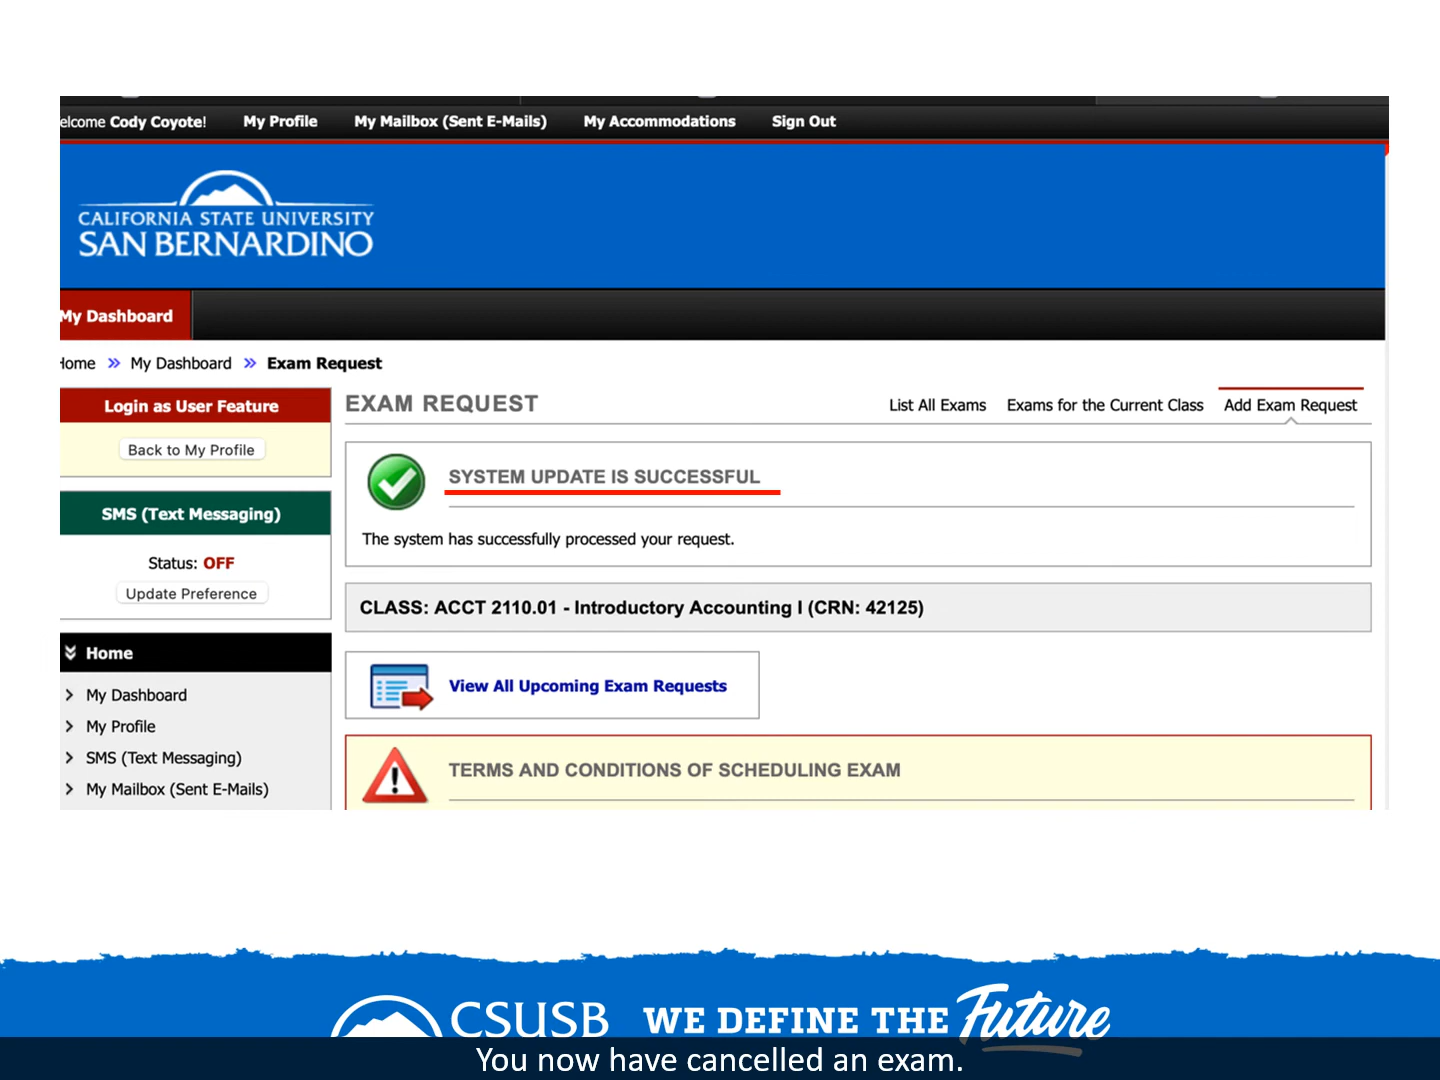 elcome Cody Coyote! My Profile My Mailbox (Sent E-Mails) My Accommodations Sign Out
CALIFORNIA STATE UNIVERSITY
SAN BERNARDINO
My Dashboard
Home » My Dashboard » Exam Request
Login as User Feature
Back to My Profile
SMS (Text Messaging)
Status: OFF
Update Preference
Home
My Dashboard
My Profile
SMS (Text Messaging)
My Mailbox (Sent E-Mails)
EXAM REQUEST
List All Exams Exams for the Current Class Add Exam Request
SYSTEM UPDATE IS SUCCESSFUL
The system has successfully processed your request.
CLASS: ACCT 2110.01 - Introductory Accounting I (CRN: 42125)
View All Upcoming Exam Requests
TERMS AND CONDITIONS OF SCHEDULING EXAM
CSUSB WE DEFINE THE Future
You now have cancelled an exam.